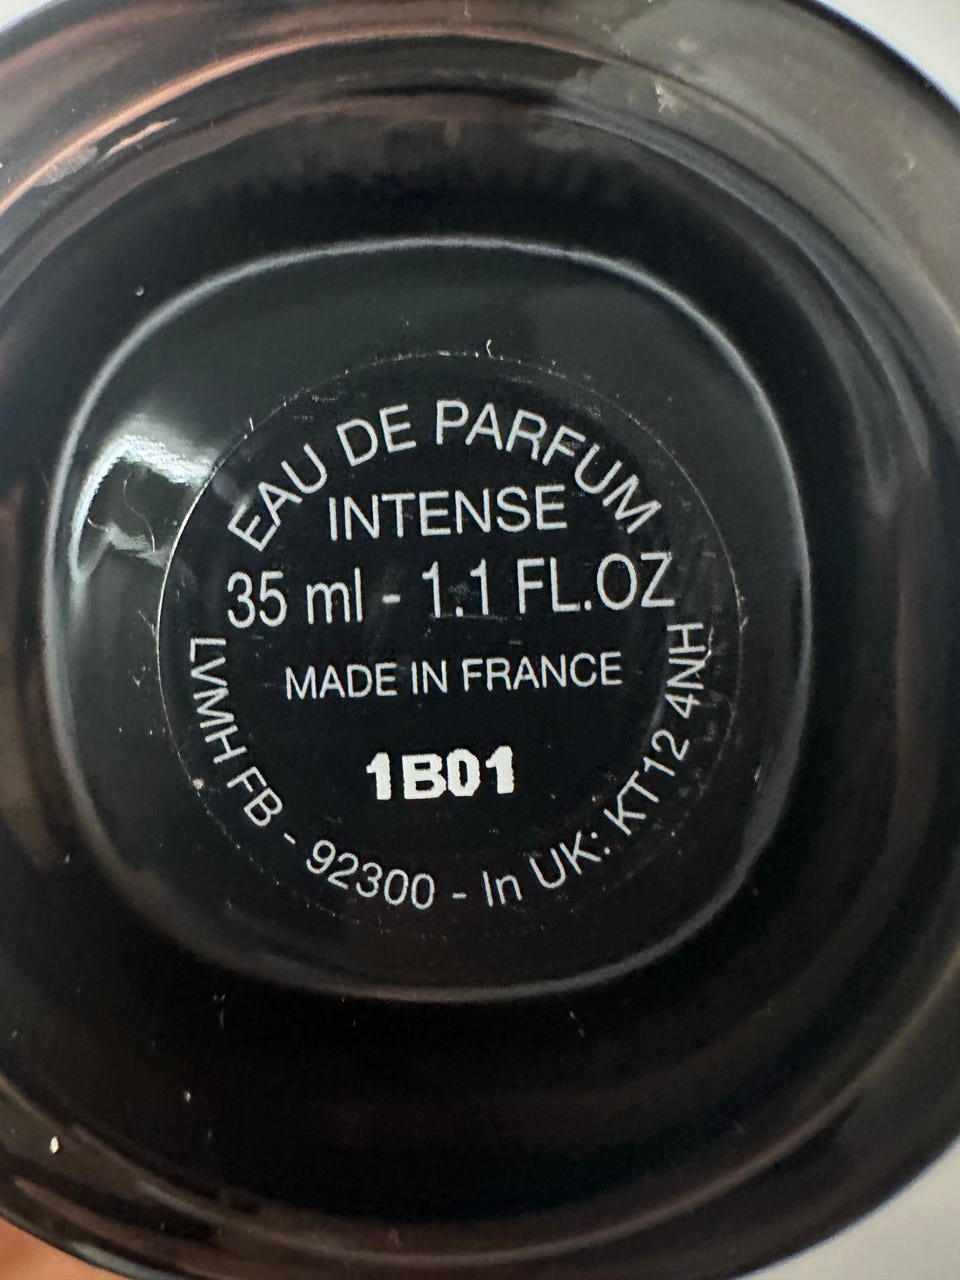 EAU DE PARFUM
INTENSE
35 ml - 1.1 FL.OZ
MADE IN FRANCE
1B01
LVMH FB - 92300 - In UK: KT12 4NH